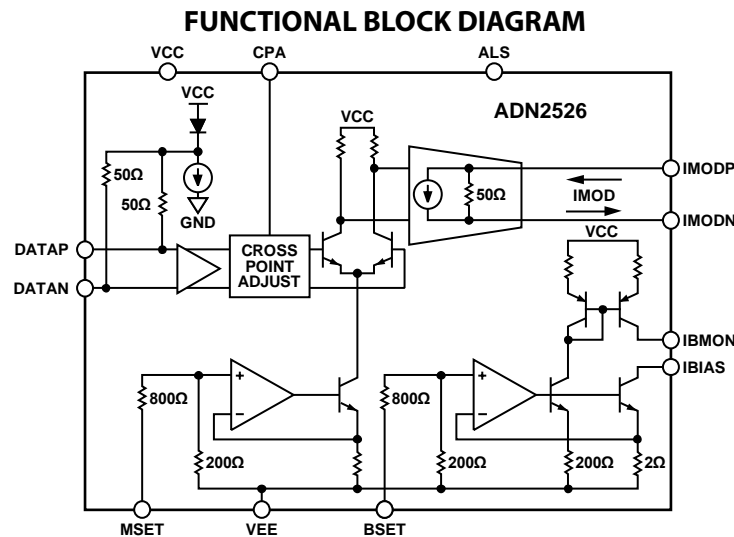 FUNCTIONAL BLOCK DIAGRAM
VCC
CPA
ALS
VCC
VCC
ADN2526
50Ω
50Ω
GND
50Ω
IMOD
IMODP
IMODN
DATAP
DATAN
CROSS
POINT
ADJUST
VCC
IBMON
IBIAS
800Ω
+
–
200Ω
800Ω
+
–
200Ω
200Ω
2Ω
MSET
VEE
BSET